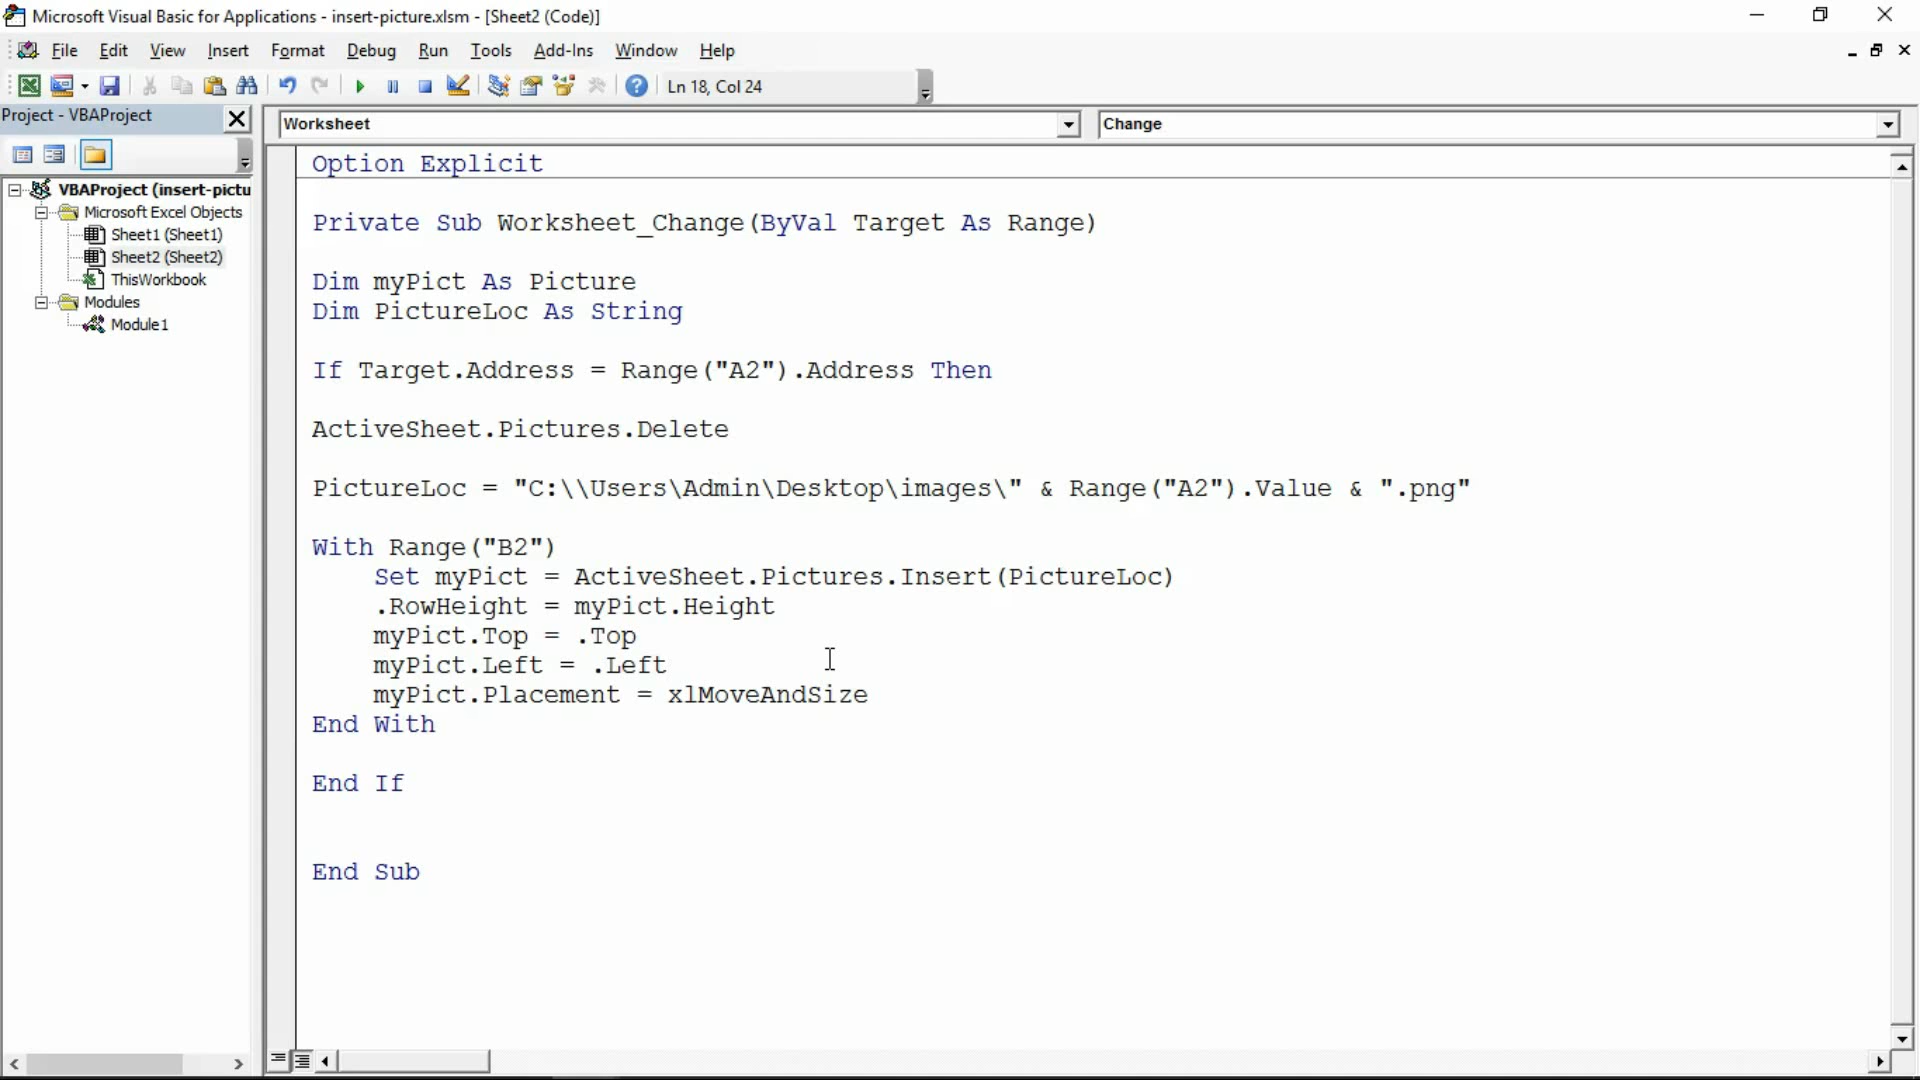 Microsoft Visual Basic for Applications - insert-picture.xlsm - [Sheet2 (Code)]
File Edit View Insert Format Debug Run Tools Add-Ins Window Help
Ln 18, Col 24
Project - VBAProject
Worksheet
Change
VBAProject (insert-pictu
Microsoft Excel Objects
Sheet1 (Sheet1)
Sheet2 (Sheet2)
ThisWorkbook
Modules
Module1
Option Explicit
Private Sub Worksheet_Change(ByVal Target As Range)
Dim myPict As Picture
Dim PictureLoc As String
If Target.Address = Range("A2").Address Then
ActiveSheet.Pictures.Delete
PictureLoc = "C:\\Users\Admin\Desktop\images\" & Range("A2").Value & ".png"
With Range("B2")
Set myPict = ActiveSheet.Pictures.Insert(PictureLoc)
.RowHeight = myPict.Height
myPict.Top = .Top
myPict.Left = .Left
myPict.Placement = xlMoveAndSize
End With
End If
End Sub